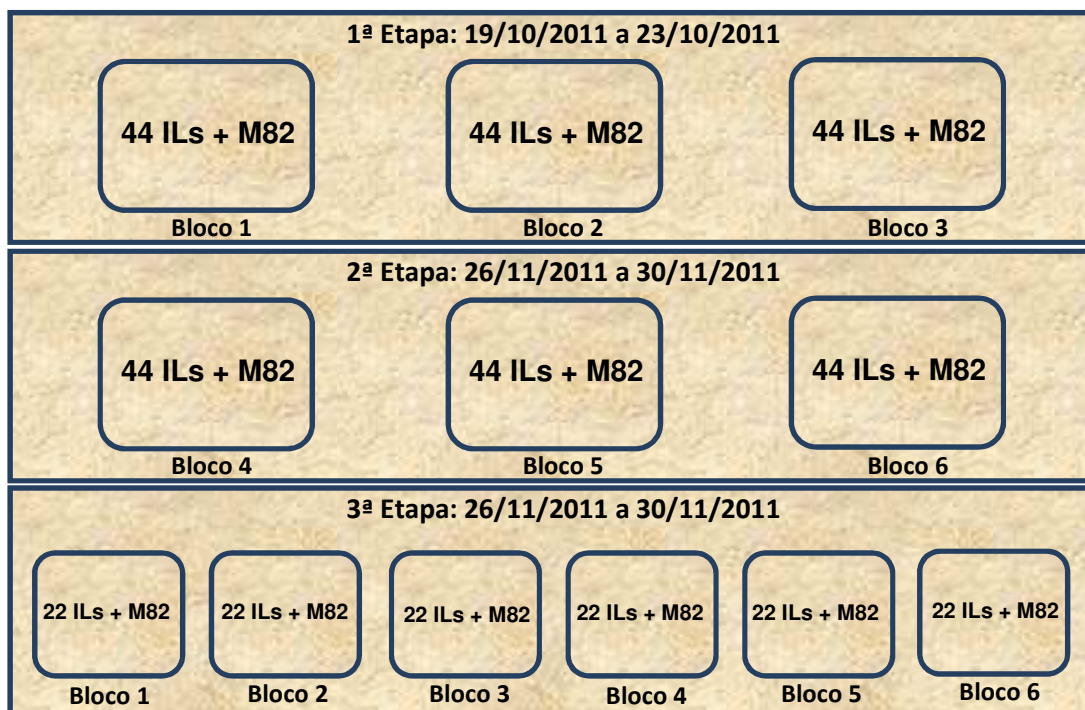 1ª Etapa: 19/10/2011 a 23/10/2011
44 ILs + M82
44 ILs + M82
44 ILs + M82
Bloco 1
Bloco 2
Bloco 3
2ª Etapa: 26/11/2011 a 30/11/2011
44 ILs + M82
44 ILs + M82
44 ILs + M82
Bloco 4
Bloco 5
Bloco 6
3ª Etapa: 26/11/2011 a 30/11/2011
22 ILs + M82
22 ILs + M82
22 ILs + M82
22 ILs + M82
22 ILs + M82
22 ILs + M82
Bloco 1
Bloco 2
Bloco 3
Bloco 4
Bloco 5
Bloco 6